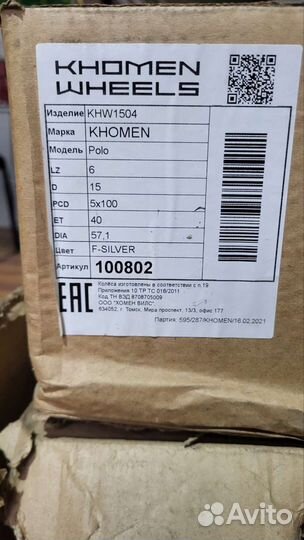 KHOMEN
WHEELS
Изделие KHW1504
Марка KHOMEN
Модель Polo
LZ 6
D 15
PCD 5x100
ET 40
DIA 57,1
Цвет F-SILVER
Артикул 100802
EAC
Колёса изготовлены в соответствии с п.19
Приложения 10 ТР ТС 018/2011
Код ТН ВЭД 8708705009
ООО "ХОМЕН ВИЛС",
634052, г. Томск, Мира проспект, 13/3, офис 177
Партия: 595/287/KHOMEN/16.02.2021
Avito